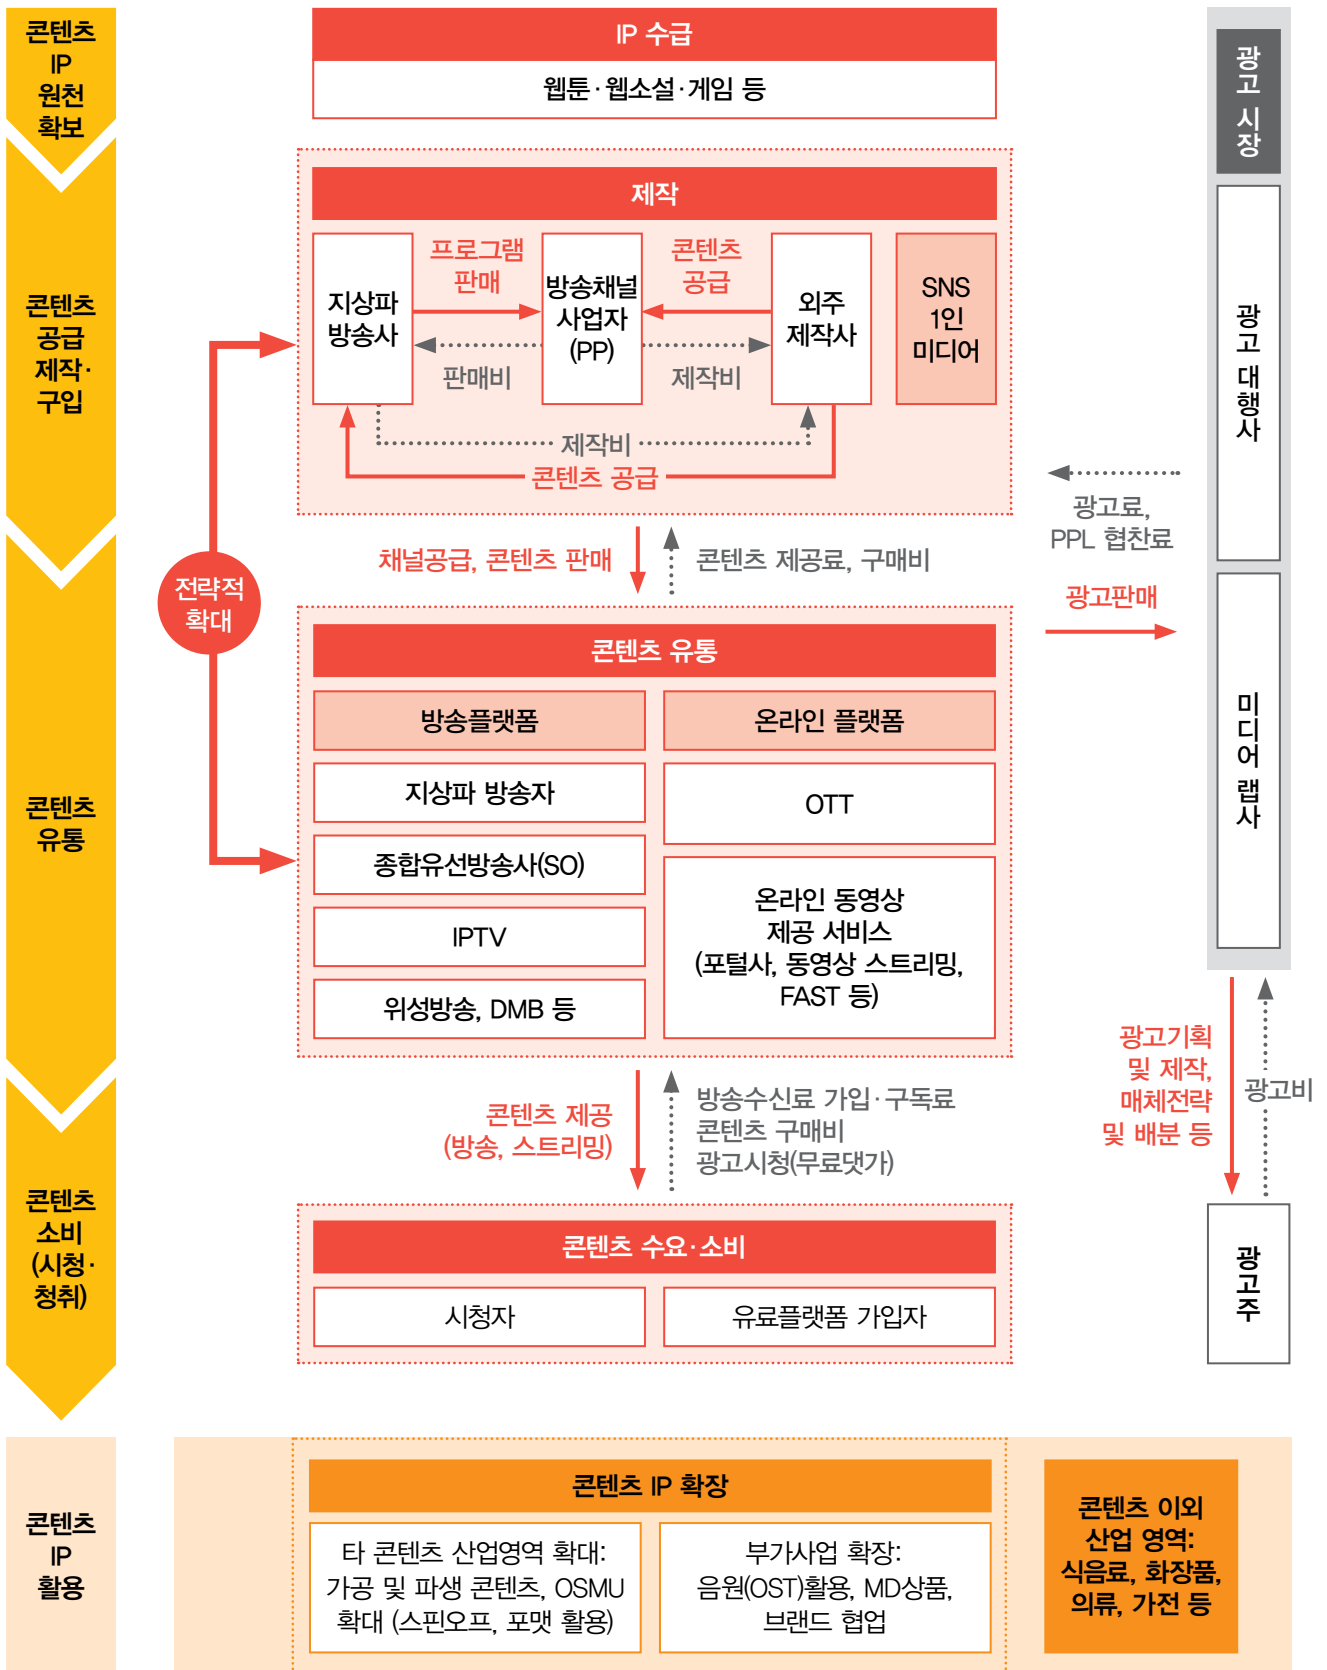 콘텐츠
IP
원천
확보
IP 수급
웹툰·웹소설·게임 등
광고 시장
콘텐츠
공급
제작·
구입
제작
지상파
방송사
프로그램
판매
방송채널
사업자
(PP)
콘텐츠
공급
외주
제작사
SNS
1인
미디어
판매비
제작비
제작비
콘텐츠 공급
광고 대행사
광고료,
PPL 협찬료
전략적
확대
채널공급, 콘텐츠 판매
콘텐츠 제공료, 구매비
광고판매
콘텐츠
유통
콘텐츠 유통
방송플랫폼
온라인 플랫폼
지상파 방송자
OTT
종합유선방송사(SO)
IPTV
위성방송, DMB 등
온라인 동영상
제공 서비스
(포털사, 동영상 스트리밍,
FAST 등)
미디어 랩사
콘텐츠 제공
(방송, 스트리밍)
방송수신료 가입·구독료
콘텐츠 구매비
광고시청(무료댓가)
광고기획
및 제작,
매체전략
및 배분 등
광고비
콘텐츠
소비
(시청·
청취)
콘텐츠 수요·소비
시청자
유료플랫폼 가입자
광고주
콘텐츠
IP
활용
콘텐츠 IP 확장
타 콘텐츠 산업영역 확대:
가공 및 파생 콘텐츠, OSMU
확대 (스핀오프, 포맷 활용)
부가사업 확장:
음원(OST)활용, MD상품,
브랜드 협업
콘텐츠 이외
산업 영역:
식음료, 화장품,
의류, 가전 등